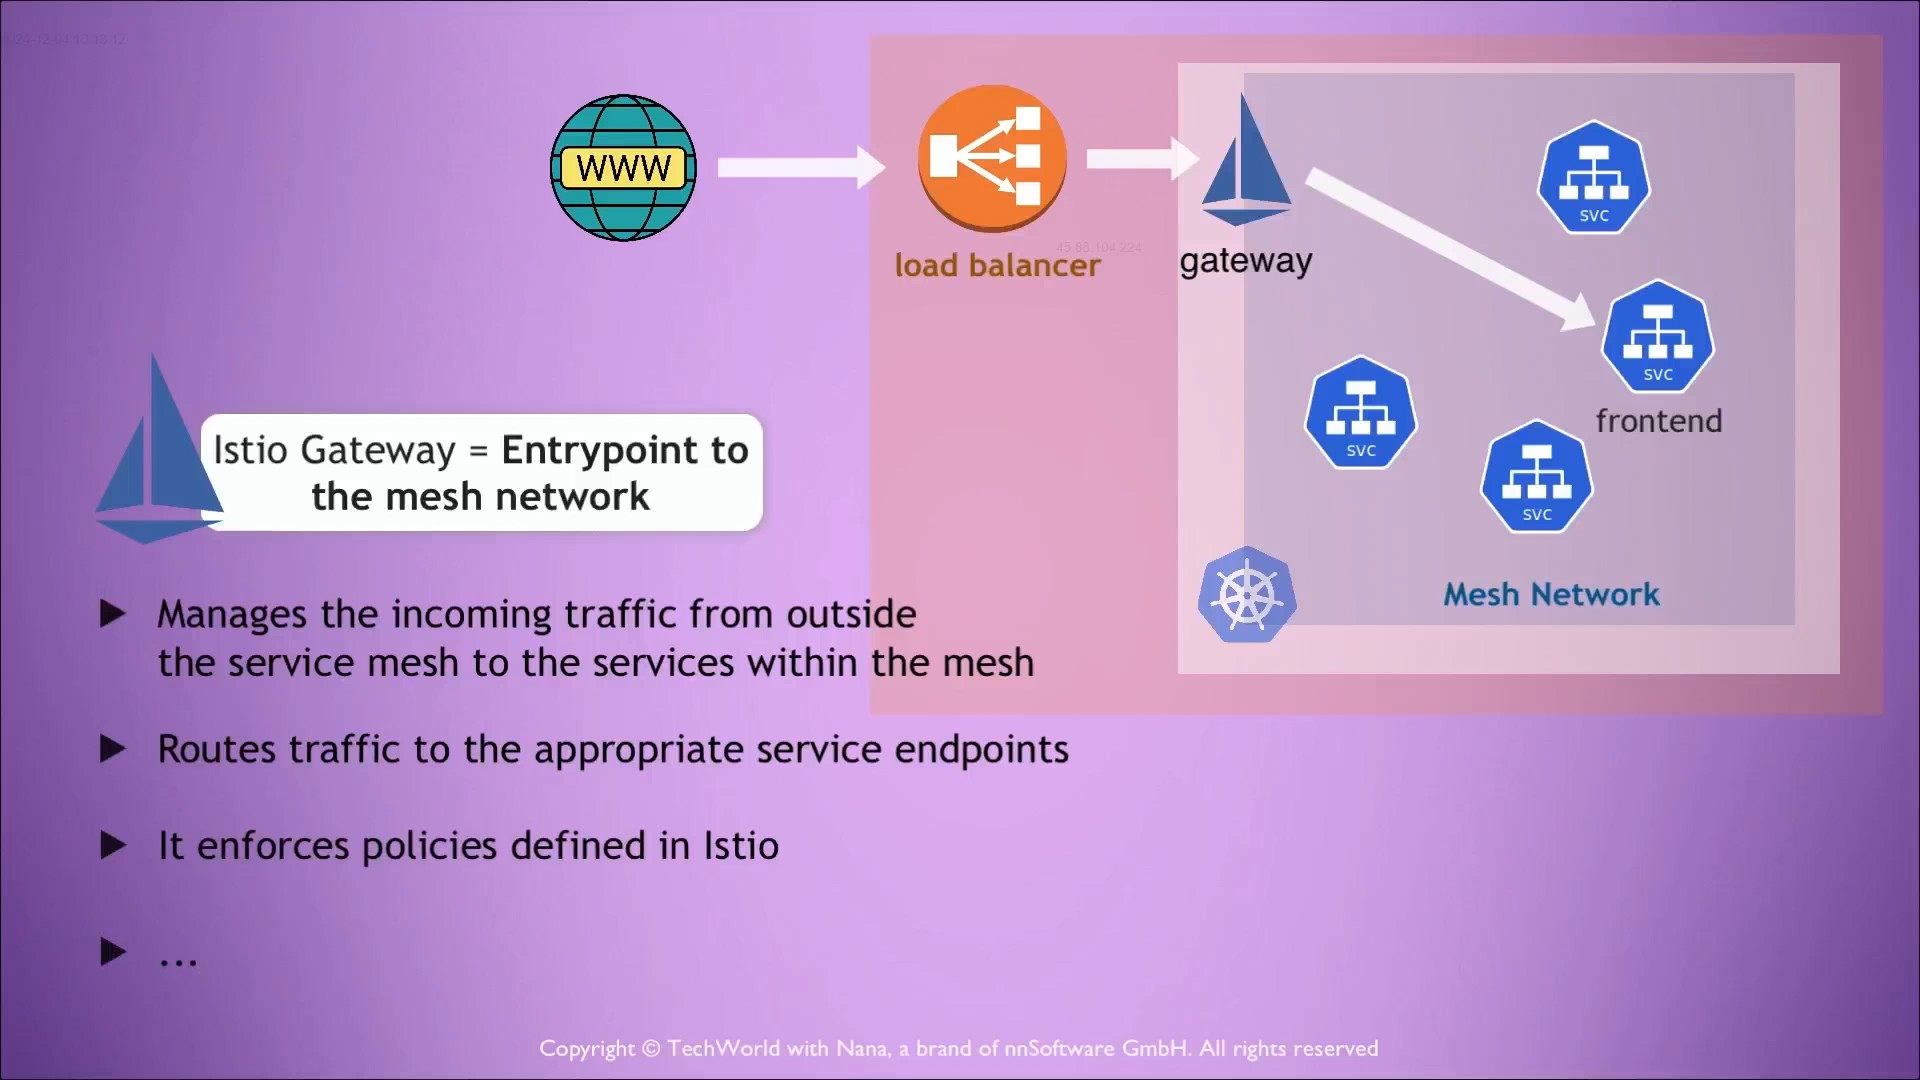 WWW
load balancer
gateway
svc
svc
frontend
svc
svc
Mesh Network
Istio Gateway = Entrypoint to
the mesh network
Manages the incoming traffic from outside
the service mesh to the services within the mesh
Routes traffic to the appropriate service endpoints
It enforces policies defined in Istio
...
Copyright © TechWorld with Nana, a brand of nnSoftware GmbH. All rights reserved